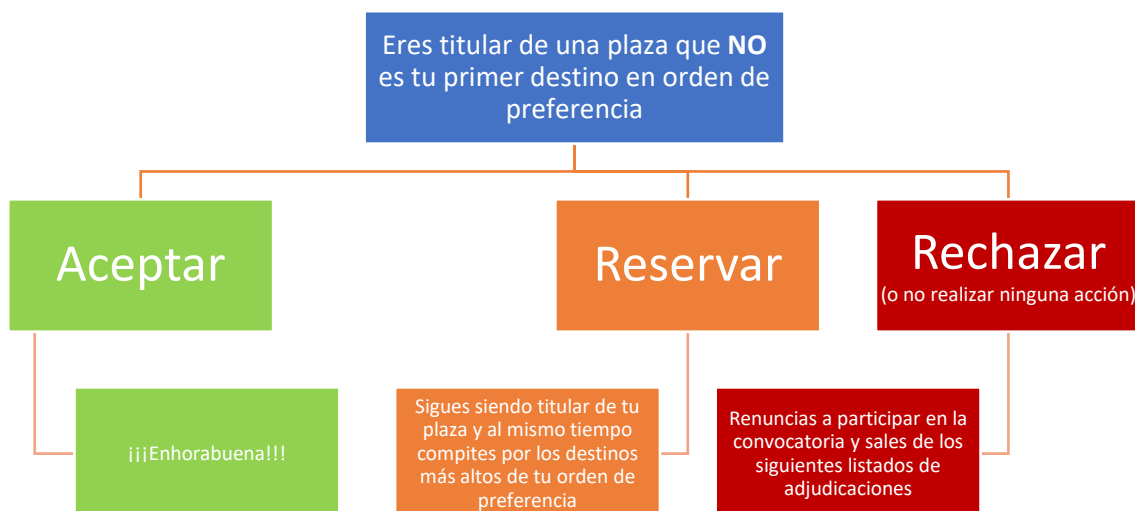 Eres titular de una plaza que NO
es tu primer destino en orden de
preferencia
Aceptar
Reservar
Rechazar
(o no realizar ninguna acción)
¡¡¡Enhorabuena!!!
Sigues siendo titular de tu
plaza y al mismo tiempo
compites por los destinos
más altos de tu orden de
preferencia
Renuncias a participar en la
convocatoria y sales de los
siguientes listados de
adjudicaciones